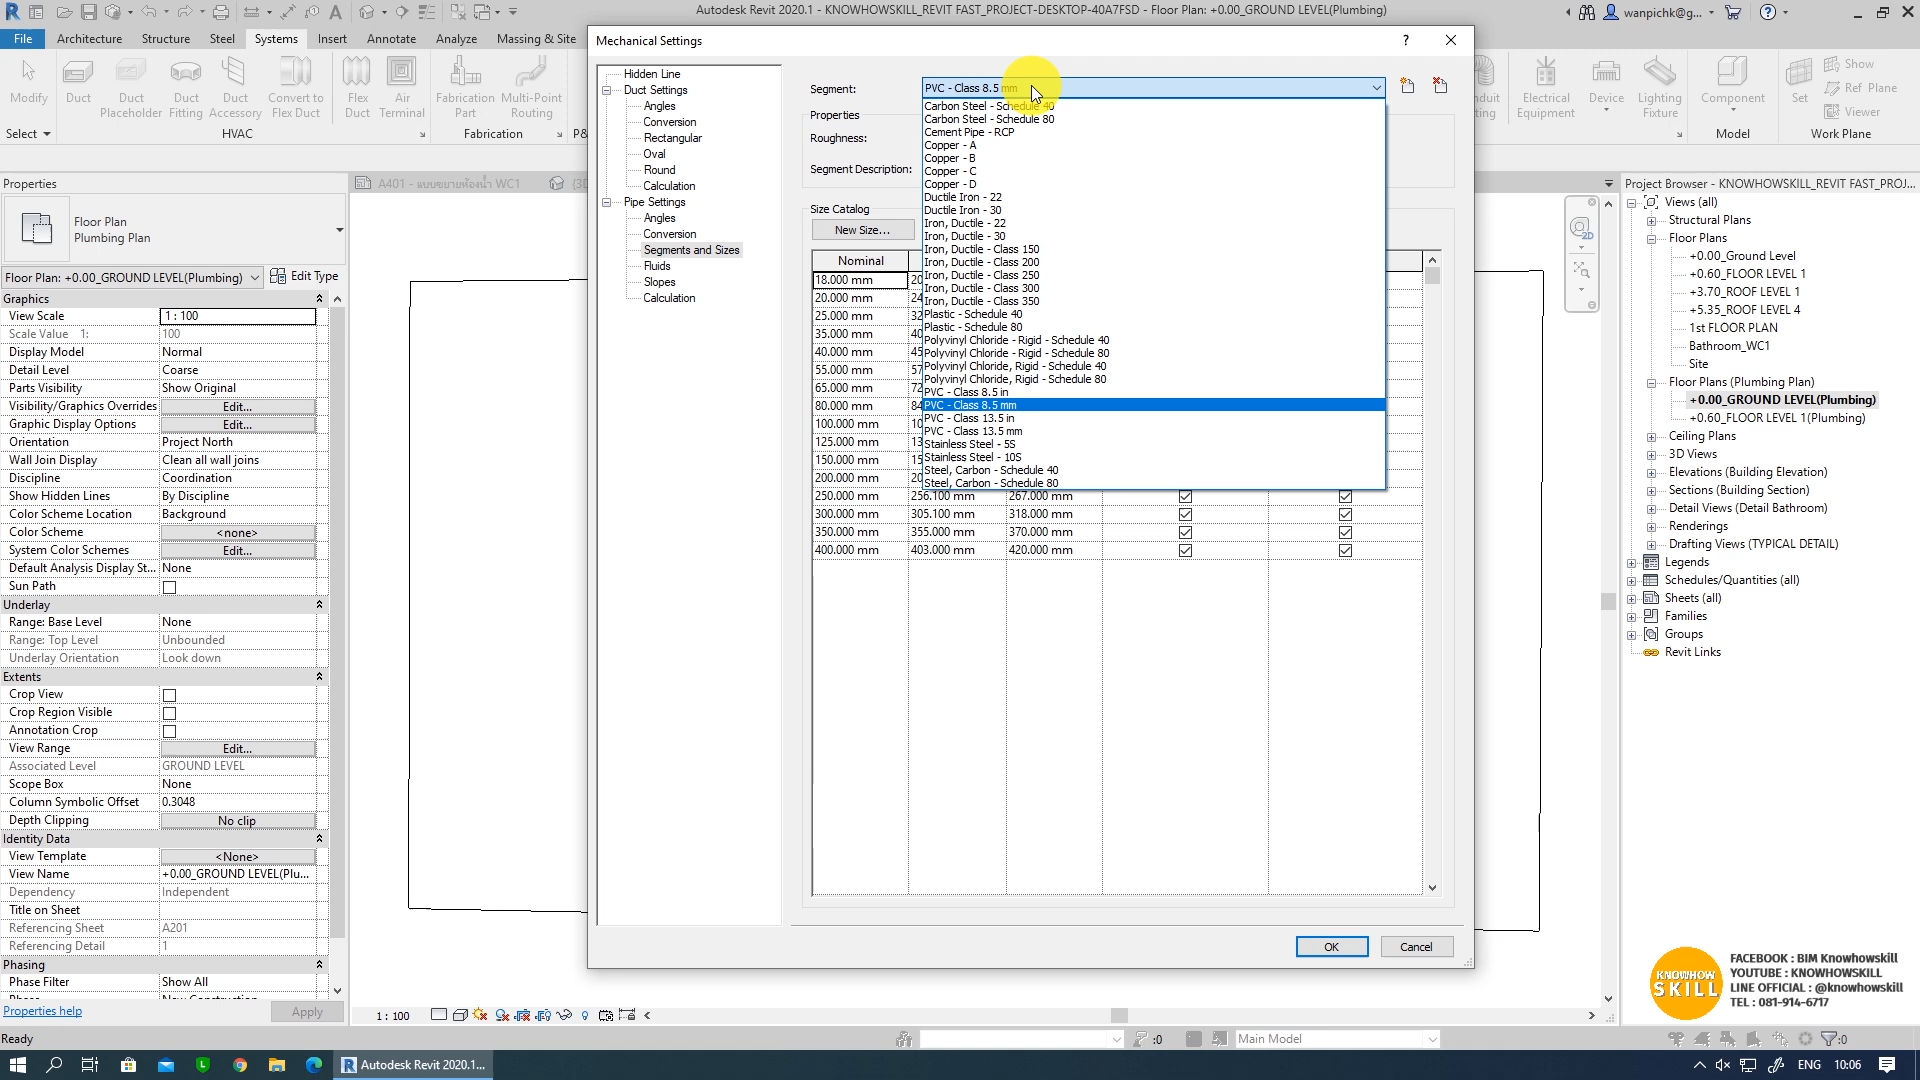 Autodesk Revit 2020.1 - KNOWHOWSKILL_REVIT FAST_PROJECT-DESKTOP-40A7FSD - Floor Plan: +0.00_GROUND LEVEL(Plumbing)
wanpichk@g...
File Architecture Structure Steel Systems Insert Annotate Analyze Massing & Site
Modify
Duct
Duct Placeholder
Duct Fitting
Duct Accessory
Convert to Flex Duct
Flex Duct
Air Terminal
Fabrication Part
Multi-Point Routing
Electrical Equipment
Device
Lighting Fixture
Component
Set
Show
Ref Plane
Viewer
Select
HVAC
Fabrication
Model
Work Plane
Properties
Floor Plan
Plumbing Plan
Floor Plan: +0.00_GROUND LEVEL(Plumbing)
Edit Type
Graphics
View Scale 1 : 100
Scale Value 1: 100
Display Model Normal
Detail Level Coarse
Parts Visibility Show Original
Visibility/Graphics Overrides Edit...
Graphic Display Options Edit...
Orientation Project North
Wall Join Display Clean all wall joins
Discipline Coordination
Show Hidden Lines By Discipline
Color Scheme Location Background
Color Scheme <none>
System Color Schemes Edit...
Default Analysis Display St... None
Sun Path
Underlay
Range: Base Level None
Range: Top Level Unbounded
Underlay Orientation Look down
Extents
Crop View
Crop Region Visible
Annotation Crop
View Range Edit...
Associated Level GROUND LEVEL
Scope Box None
Column Symbolic Offset 0.3048
Depth Clipping No clip
Identity Data
View Template <None>
View Name +0.00_GROUND LEVEL(Plu...
Dependency Independent
Title on Sheet
Referencing Sheet A201
Referencing Detail 1
Phasing
Phase Filter Show All
Properties help
Apply
A401 - แบบขยายห้องน้ำ WC1
Mechanical Settings
?
Hidden Line
Duct Settings
Angles
Conversion
Rectangular
Oval
Round
Calculation
Pipe Settings
Angles
Conversion
Segments and Sizes
Fluids
Slopes
Calculation
Segment:
PVC - Class 8.5 mm
Properties
Roughness:
Segment Description:
Size Catalog
New Size...
Carbon Steel - Schedule 40
Carbon Steel - Schedule 80
Cement Pipe - RCP
Copper - A
Copper - B
Copper - C
Copper - D
Ductile Iron - 22
Ductile Iron - 30
Iron, Ductile - 22
Iron, Ductile - 30
Iron, Ductile - Class 150
Iron, Ductile - Class 200
Iron, Ductile - Class 250
Iron, Ductile - Class 300
Iron, Ductile - Class 350
Plastic - Schedule 40
Plastic - Schedule 80
Polyvinyl Chloride - Rigid - Schedule 40
Polyvinyl Chloride - Rigid - Schedule 80
Polyvinyl Chloride, Rigid - Schedule 40
Polyvinyl Chloride, Rigid - Schedule 80
PVC - Class 8.5 in
PVC - Class 8.5 mm
PVC - Class 13.5 in
PVC - Class 13.5 mm
Stainless Steel - 5S
Stainless Steel - 10S
Steel, Carbon - Schedule 40
Steel, Carbon - Schedule 80
Nominal
18.000 mm
20.000 mm
25.000 mm
35.000 mm
40.000 mm
55.000 mm
65.000 mm
80.000 mm
100.000 mm
125.000 mm
150.000 mm
200.000 mm
250.000 mm 256.100 mm 267.000 mm
300.000 mm 305.100 mm 318.000 mm
350.000 mm 355.000 mm 370.000 mm
400.000 mm 403.000 mm 420.000 mm
OK
Cancel
Project Browser - KNOWHOWSKILL_REVIT FAST_PROJ...
Views (all)
Structural Plans
Floor Plans
+0.00_Ground Level
+0.60_FLOOR LEVEL 1
+3.70_ROOF LEVEL 1
+5.35_ROOF LEVEL 4
1st FLOOR PLAN
Bathroom_WC1
Site
Floor Plans (Plumbing Plan)
+0.00_GROUND LEVEL(Plumbing)
+0.60_FLOOR LEVEL 1(Plumbing)
Ceiling Plans
3D Views
Elevations (Building Elevation)
Sections (Building Section)
Detail Views (Detail Bathroom)
Renderings
Drafting Views (TYPICAL DETAIL)
Legends
Schedules/Quantities (all)
Sheets (all)
Families
Groups
Revit Links
KNOWHOW
SKILL
FACEBOOK : BIM Knowhowskill
YOUTUBE : KNOWHOWSKILL
LINE OFFICIAL : @knowhowskill
TEL : 081-914-6717
1 : 100
Ready
:0
Main Model
:0
Autodesk Revit 2020.1...
ENG
10:06